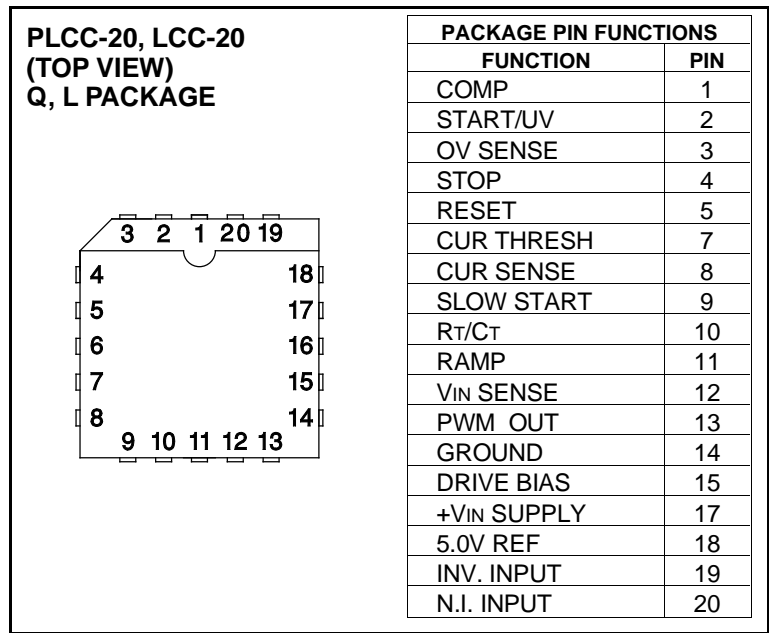 PLCC-20, LCC-20
(TOP VIEW)
Q, L PACKAGE
3 2 1 20 19
4 18
5 17
6 16
7 15
8 14
9 10 11 12 13
PACKAGE PIN FUNCTIONS
FUNCTION PIN
COMP 1
START/UV 2
OV SENSE 3
STOP 4
RESET 5
CUR THRESH 7
CUR SENSE 8
SLOW START 9
RT/CT 10
RAMP 11
VIN SENSE 12
PWM OUT 13
GROUND 14
DRIVE BIAS 15
+VIN SUPPLY 17
5.0V REF 18
INV. INPUT 19
N.I. INPUT 20